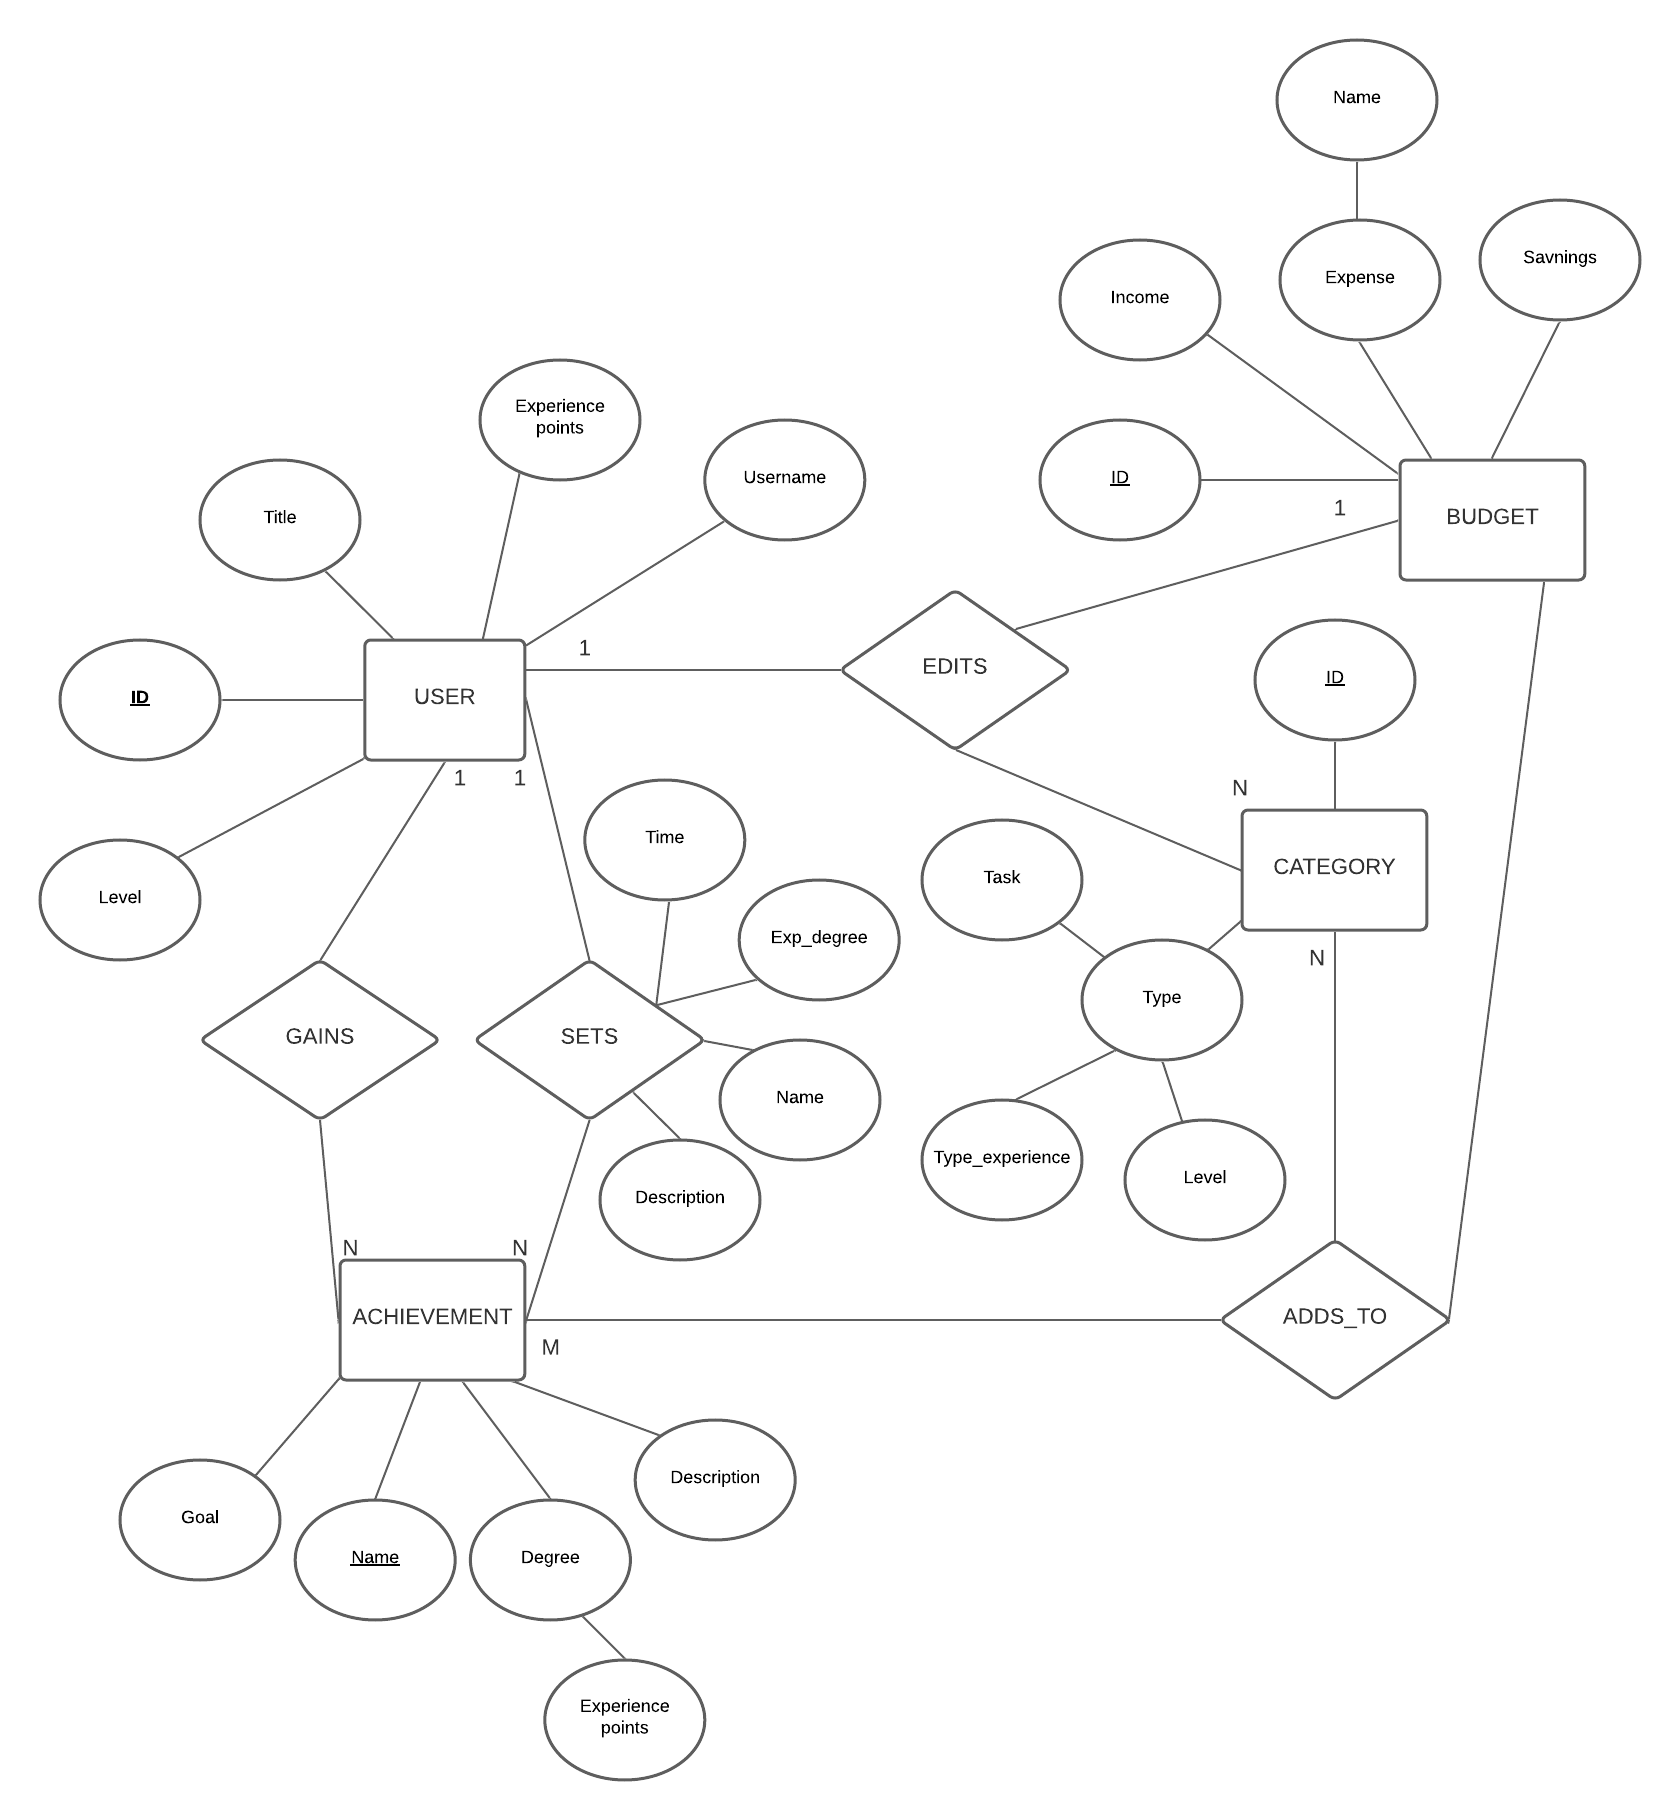 Name
Savnings
Expense
Income
Experience
points
Username
ID
Title
1
BUDGET
1
EDITS
ID
ID
USER
1
1
N
Time
CATEGORY
Task
Level
Exp_degree
N
Type
GAINS
SETS
Name
Type_experience
Level
Description
N
N
ACHIEVEMENT
ADDS_TO
M
Description
Goal
Name
Degree
Experience
points